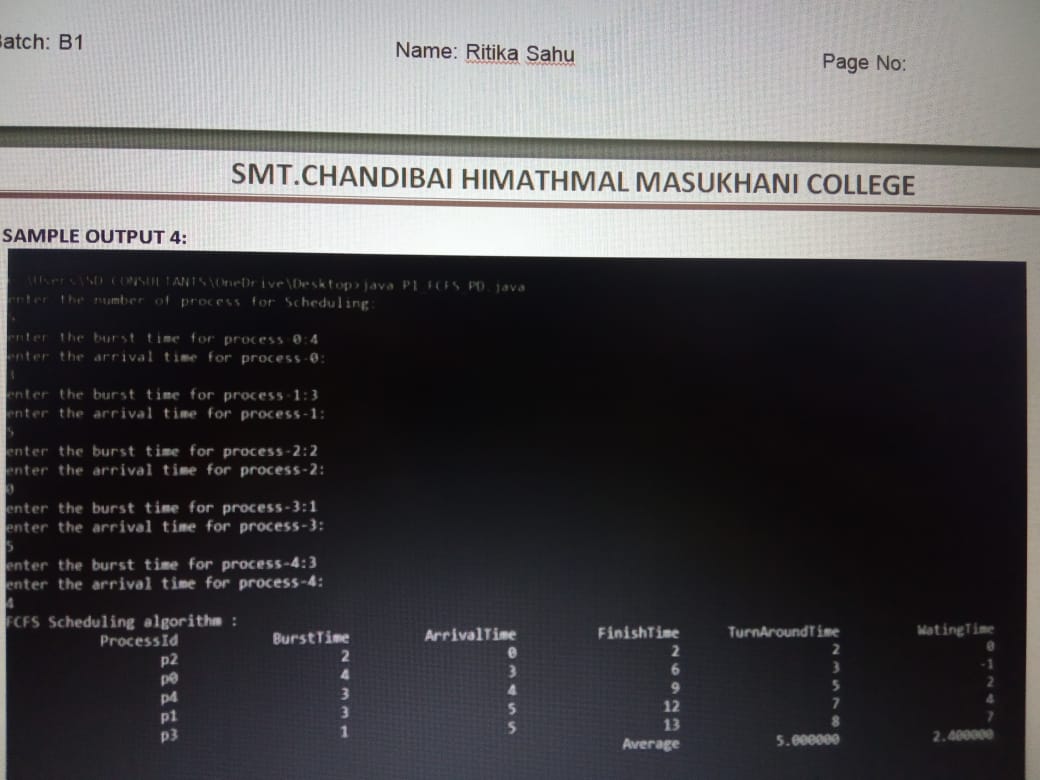 Batch: B1
Name: Ritika Sahu
Page No:
SMT.CHANDIBAI HIMATHMAL MASUKHANI COLLEGE
SAMPLE OUTPUT 4:
\Users\SD CONSULTANTS\OneDrive\Desktop>java P1_FCFS_PD.java
enter the number of process for Scheduling:
enter the burst time for process-0:4
enter the arrival time for process-0:
3
enter the burst time for process-1:3
enter the arrival time for process-1:
5
enter the burst time for process-2:2
enter the arrival time for process-2:
0
enter the burst time for process-3:1
enter the arrival time for process-3:
5
enter the burst time for process-4:3
enter the arrival time for process-4:
4
FCFS Scheduling algorithm :
ProcessId BurstTime ArrivalTime FinishTime TurnAroundTime WatingTime
p2 2 0 2 2 0
p0 4 3 6 3 -1
p4 3 4 9 5 2
p1 3 5 12 7 4
p3 1 5 13 8 7
Average 5.000000 2.400000